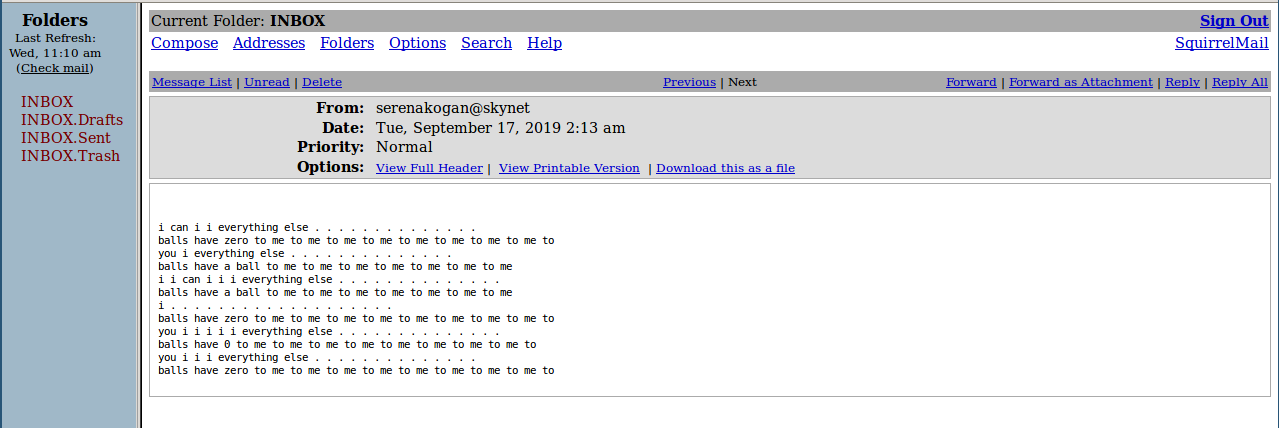 Folders
Last Refresh:
Wed, 11:10 am
(Check mail)
INBOX
INBOX.Drafts
INBOX.Sent
INBOX.Trash
Current Folder: INBOX Sign Out
Compose Addresses Folders Options Search Help SquirrelMail
Message List | Unread | Delete Previous | Next Forward | Forward as Attachment | Reply | Reply All
From: serenakogan@skynet
Date: Tue, September 17, 2019 2:13 am
Priority: Normal
Options: View Full Header | View Printable Version | Download this as a file
i can i i everything else . . . . . . . . . . . . . .
balls have zero to me to me to me to me to me to me to me to me to
you i everything else . . . . . . . . . . . . . .
balls have a ball to me to me to me to me to me to me to me
i i can i i i everything else . . . . . . . . . . . . . .
balls have a ball to me to me to me to me to me to me to me
i . . . . . . . . . . . . . . . . . . .
balls have zero to me to me to me to me to me to me to me to me to
you i i i i i everything else . . . . . . . . . . . . . .
balls have 0 to me to me to me to me to me to me to me to me to
you i i i everything else . . . . . . . . . . . . . .
balls have zero to me to me to me to me to me to me to me to me to